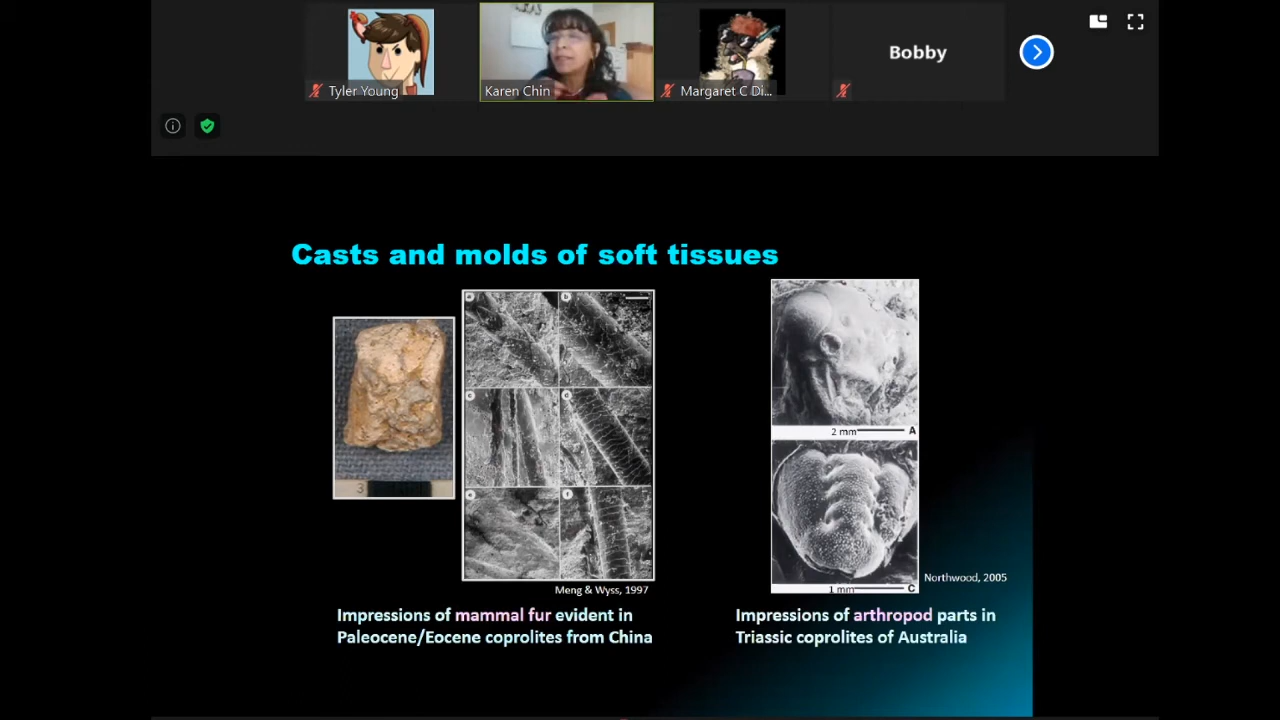 Tyler Young
Karen Chin
Margaret C Di...
Bobby
Casts and molds of soft tissues
a
b
c
d
e
f
3
2 mm
A
1 mm
C
Meng & Wyss, 1997
Northwood, 2005
Impressions of mammal fur evident in
Paleocene/Eocene coprolites from China
Impressions of arthropod parts in
Triassic coprolites of Australia